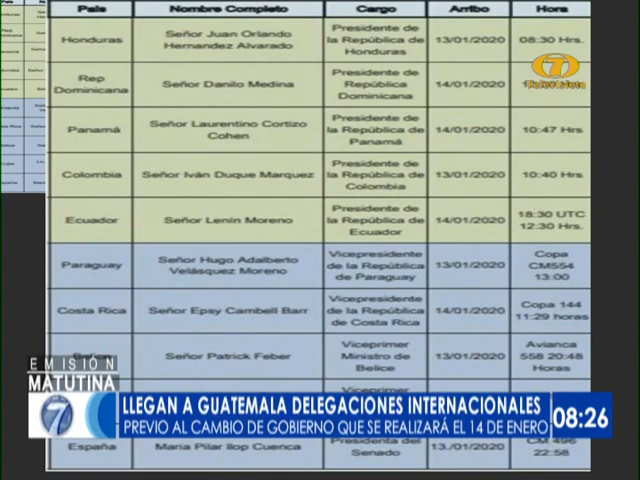 País Nombre Completo Cargo Arribo Hora
Honduras Señor Juan Orlando Hernandez Alvarado Presidente de la República de Honduras 13/01/2020 08:30 Hrs.
Rep Dominicana Señor Danilo Medina Presidente de República Dominicana 14/01/2020
Panamá Señor Laurentino Cortizo Cohen Presidente de la República de Panamá 14/01/2020 10:47 Hrs
Colombia Señor Iván Duque Marquez Presidente de la República de Colombia 13/01/2020 10:40 Hrs
Ecuador Señor Lenín Moreno Presidente de la República de Ecuador 14/01/2020 18:30 UTC 12:30 Hrs.
Paraguay Señor Hugo Adalberto Velásquez Moreno Vicepresidente de la República de Paraguay 13/01/2020 Copa CM554 13:00
Costa Rica Señor Epsy Cambell Barr Vicepresidente de la República de Costa Rica 14/01/2020 Copa 144 11:29 horas
Señor Patrick Feber Viceprimer Ministro de Belice 13/01/2020 Avianca 558 20:48 Horas
España Maria Pilar llop Cuenca Presidenta del Senado 13./01/2020 CM 496 22:58
7
EMISIÓN
MATUTINA
7
LLEGAN A GUATEMALA DELEGACIONES INTERNACIONALES
PREVIO AL CAMBIO DE GOBIERNO QUE SE REALIZARÁ EL 14 DE ENERO
08:26